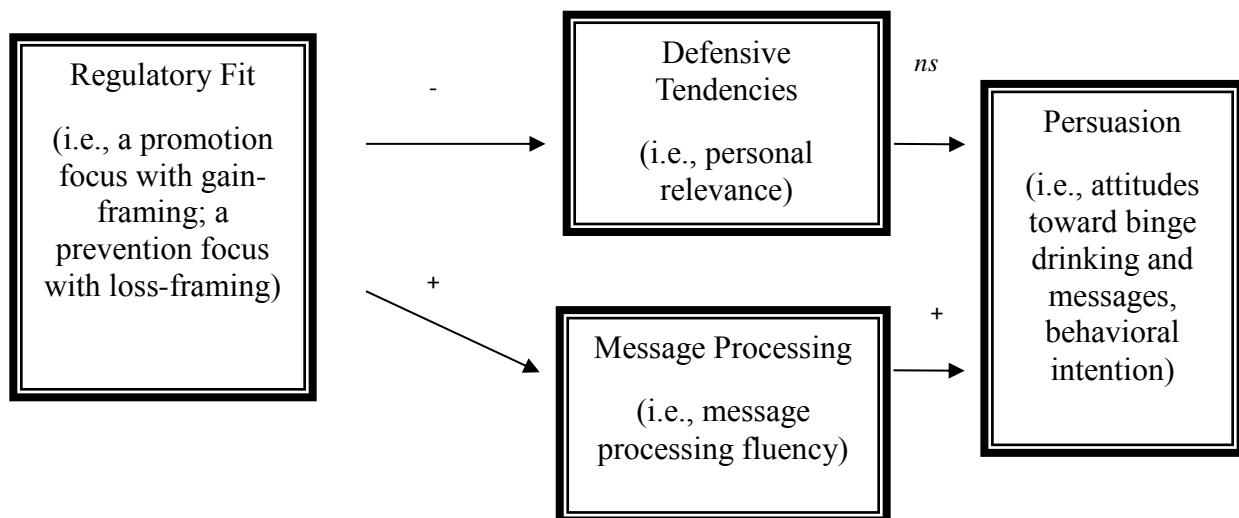 Regulatory Fit
(i.e., a promotion
focus with gain-
framing; a
prevention focus
with loss-framing)
-
+
Defensive
Tendencies
(i.e., personal
relevance)
Message Processing
(i.e., message
processing fluency)
ns
+
Persuasion
(i.e., attitudes
toward binge
drinking and
messages,
behavioral
intention)